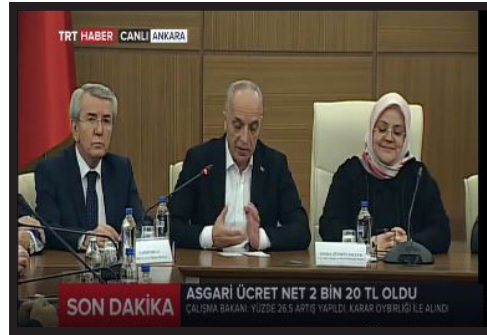 TRT HABER CANLI ANKARA
SON DAKİKA
ASGARİ ÜCRET NET 2 BİN 20 TL OLDU
ÇALIŞMA BAKANI: YÜZDE 26.5 ARTIŞ YAPILDI, KARAR OYBİRLİĞİ İLE ALINDI